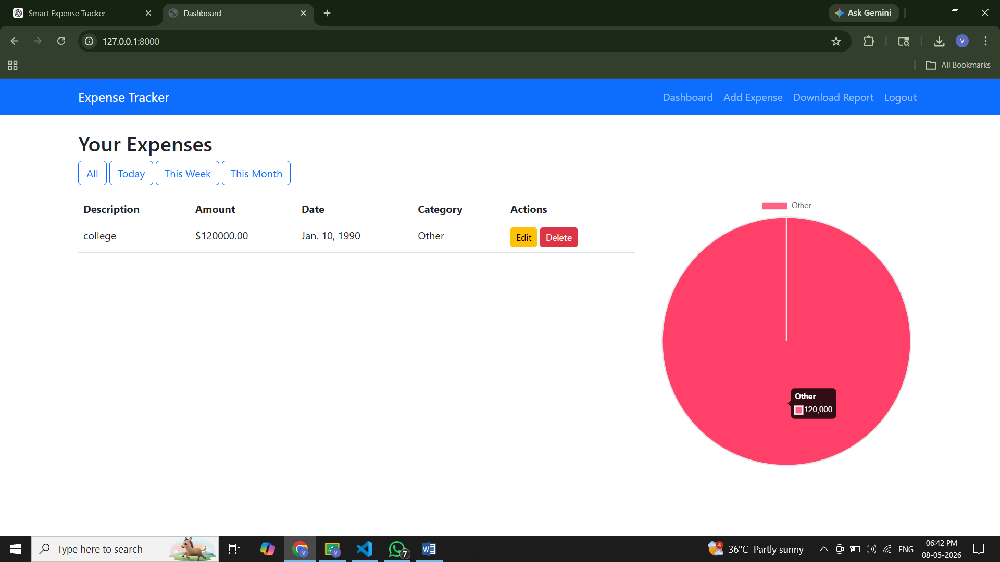 Smart Expense Tracker
Dashboard
Ask Gemini
127.0.0.1:8000
V
All Bookmarks
Expense Tracker
Dashboard Add Expense Download Report Logout
Your Expenses
All Today This Week This Month
Description Amount Date Category Actions
college $120000.00 Jan. 10, 1990 Other Edit Delete
Other
Other
120,000
Type here to search
V
V
7
W
4
36°C Partly sunny
ENG
06:42 PM
08-05-2026